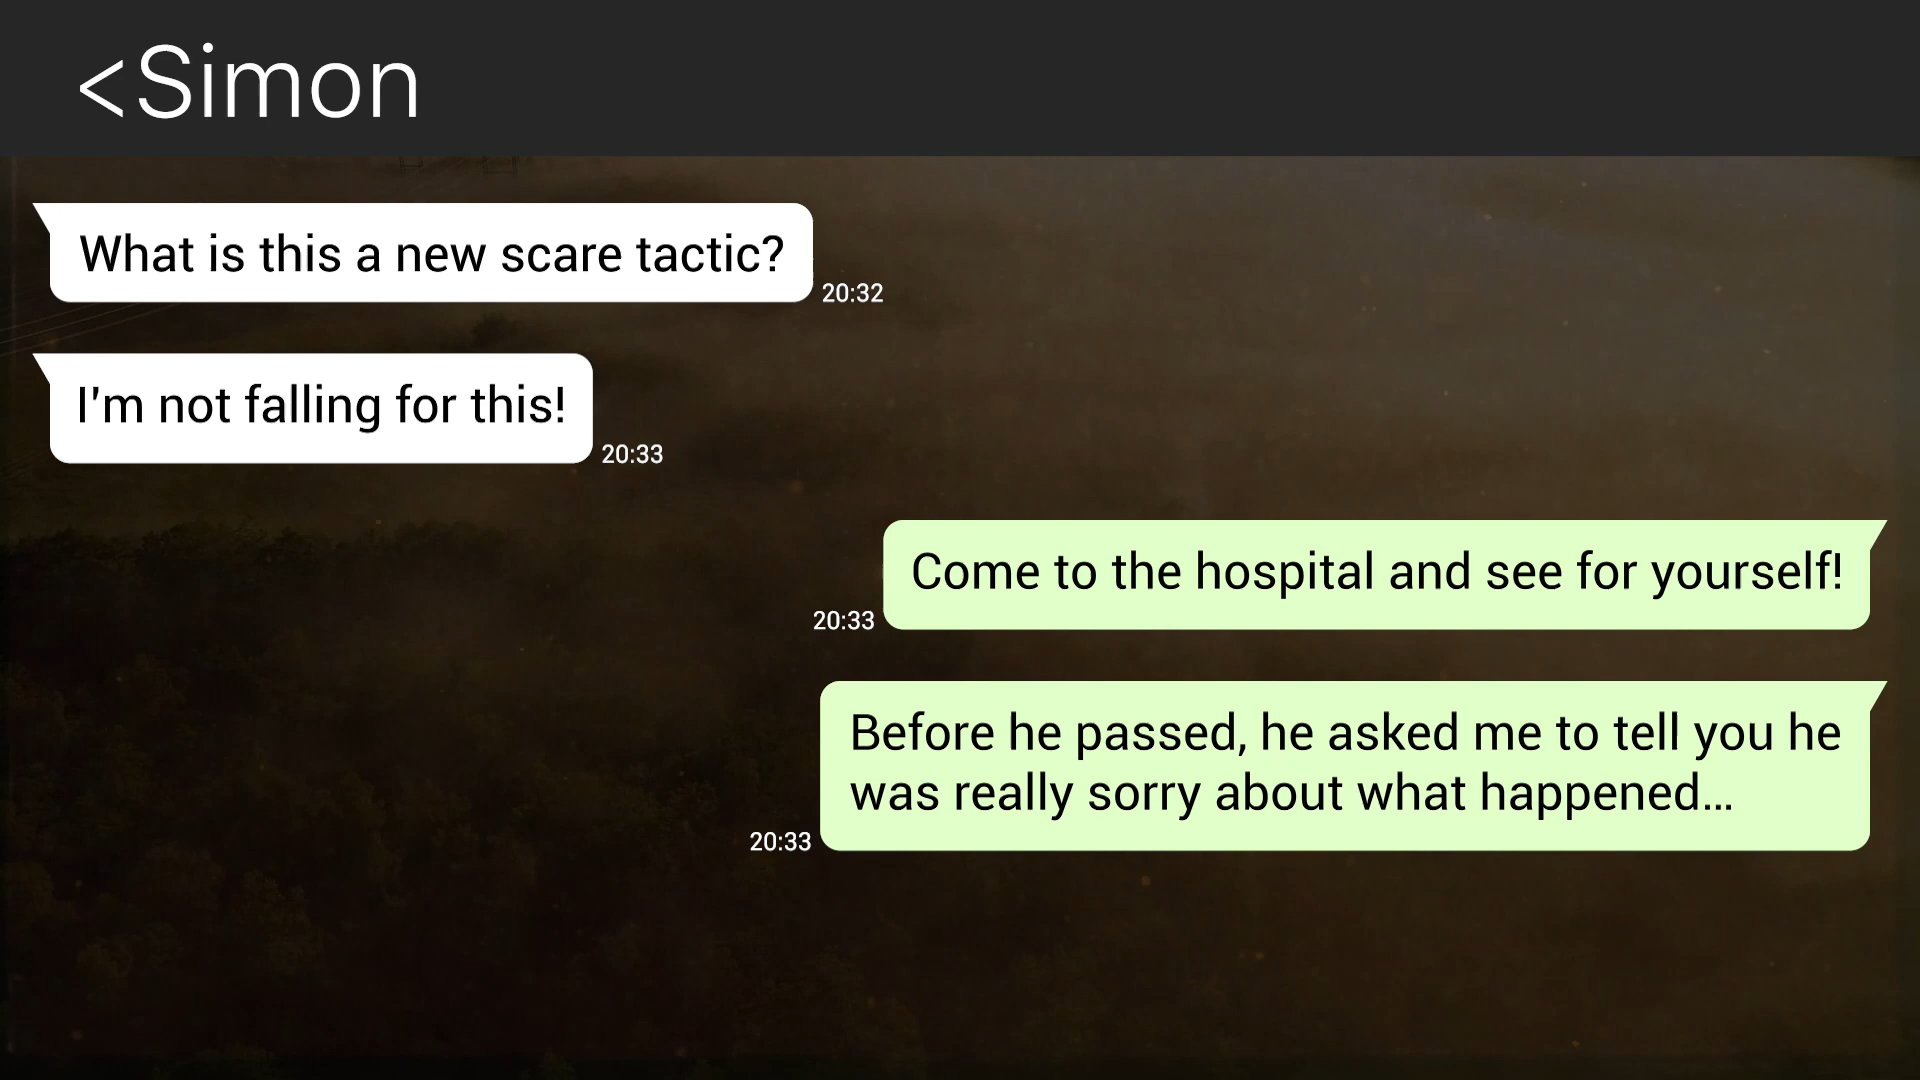 <Simon
What is this a new scare tactic?
20:32
I'm not falling for this!
20:33
Come to the hospital and see for yourself!
20:33
Before he passed, he asked me to tell you he
was really sorry about what happened...
20:33